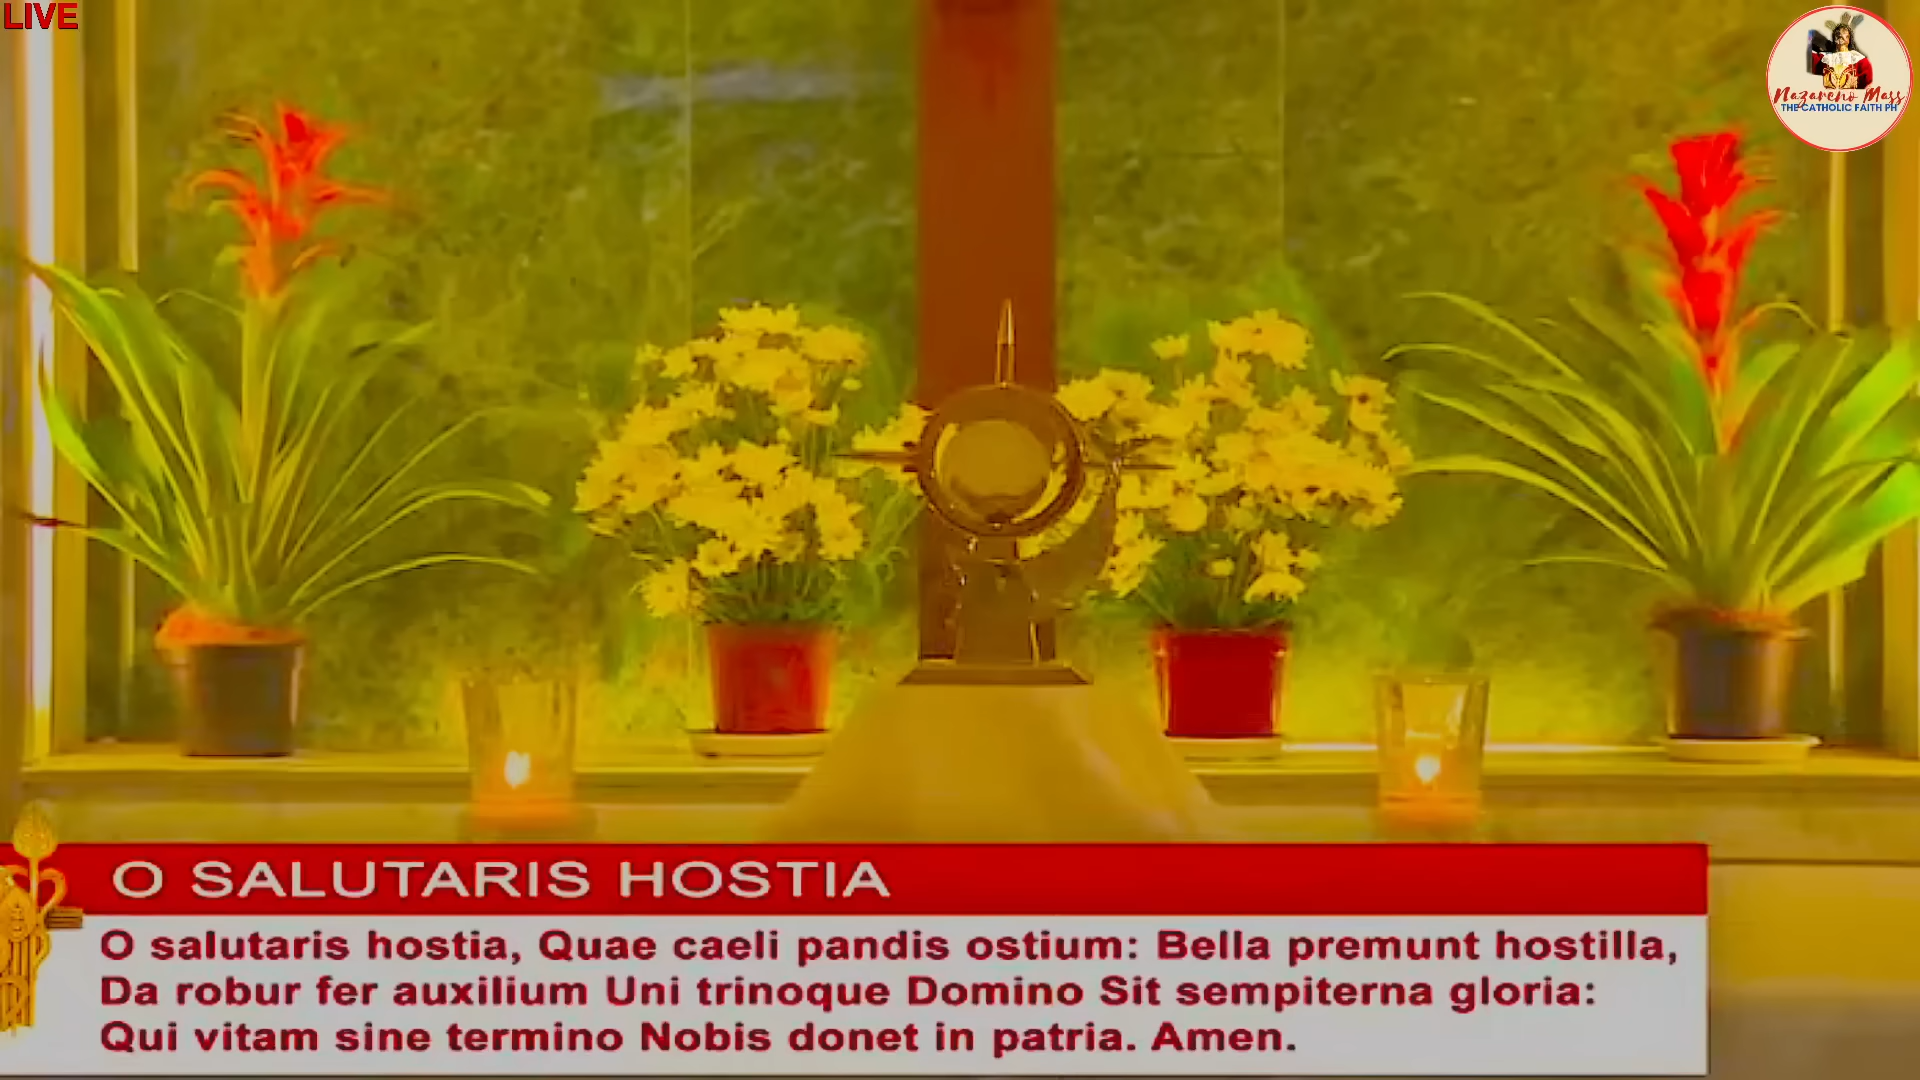 LIVE
Nazareno Mass
THE CATHOLIC FAITH PH
O SALUTARIS HOSTIA
O salutaris hostia, Quae caeli pandis ostium: Bella premunt hostilla,
Da robur fer auxilium Uni trinoque Domino Sit sempiterna gloria:
Qui vitam sine termino Nobis donet in patria. Amen.